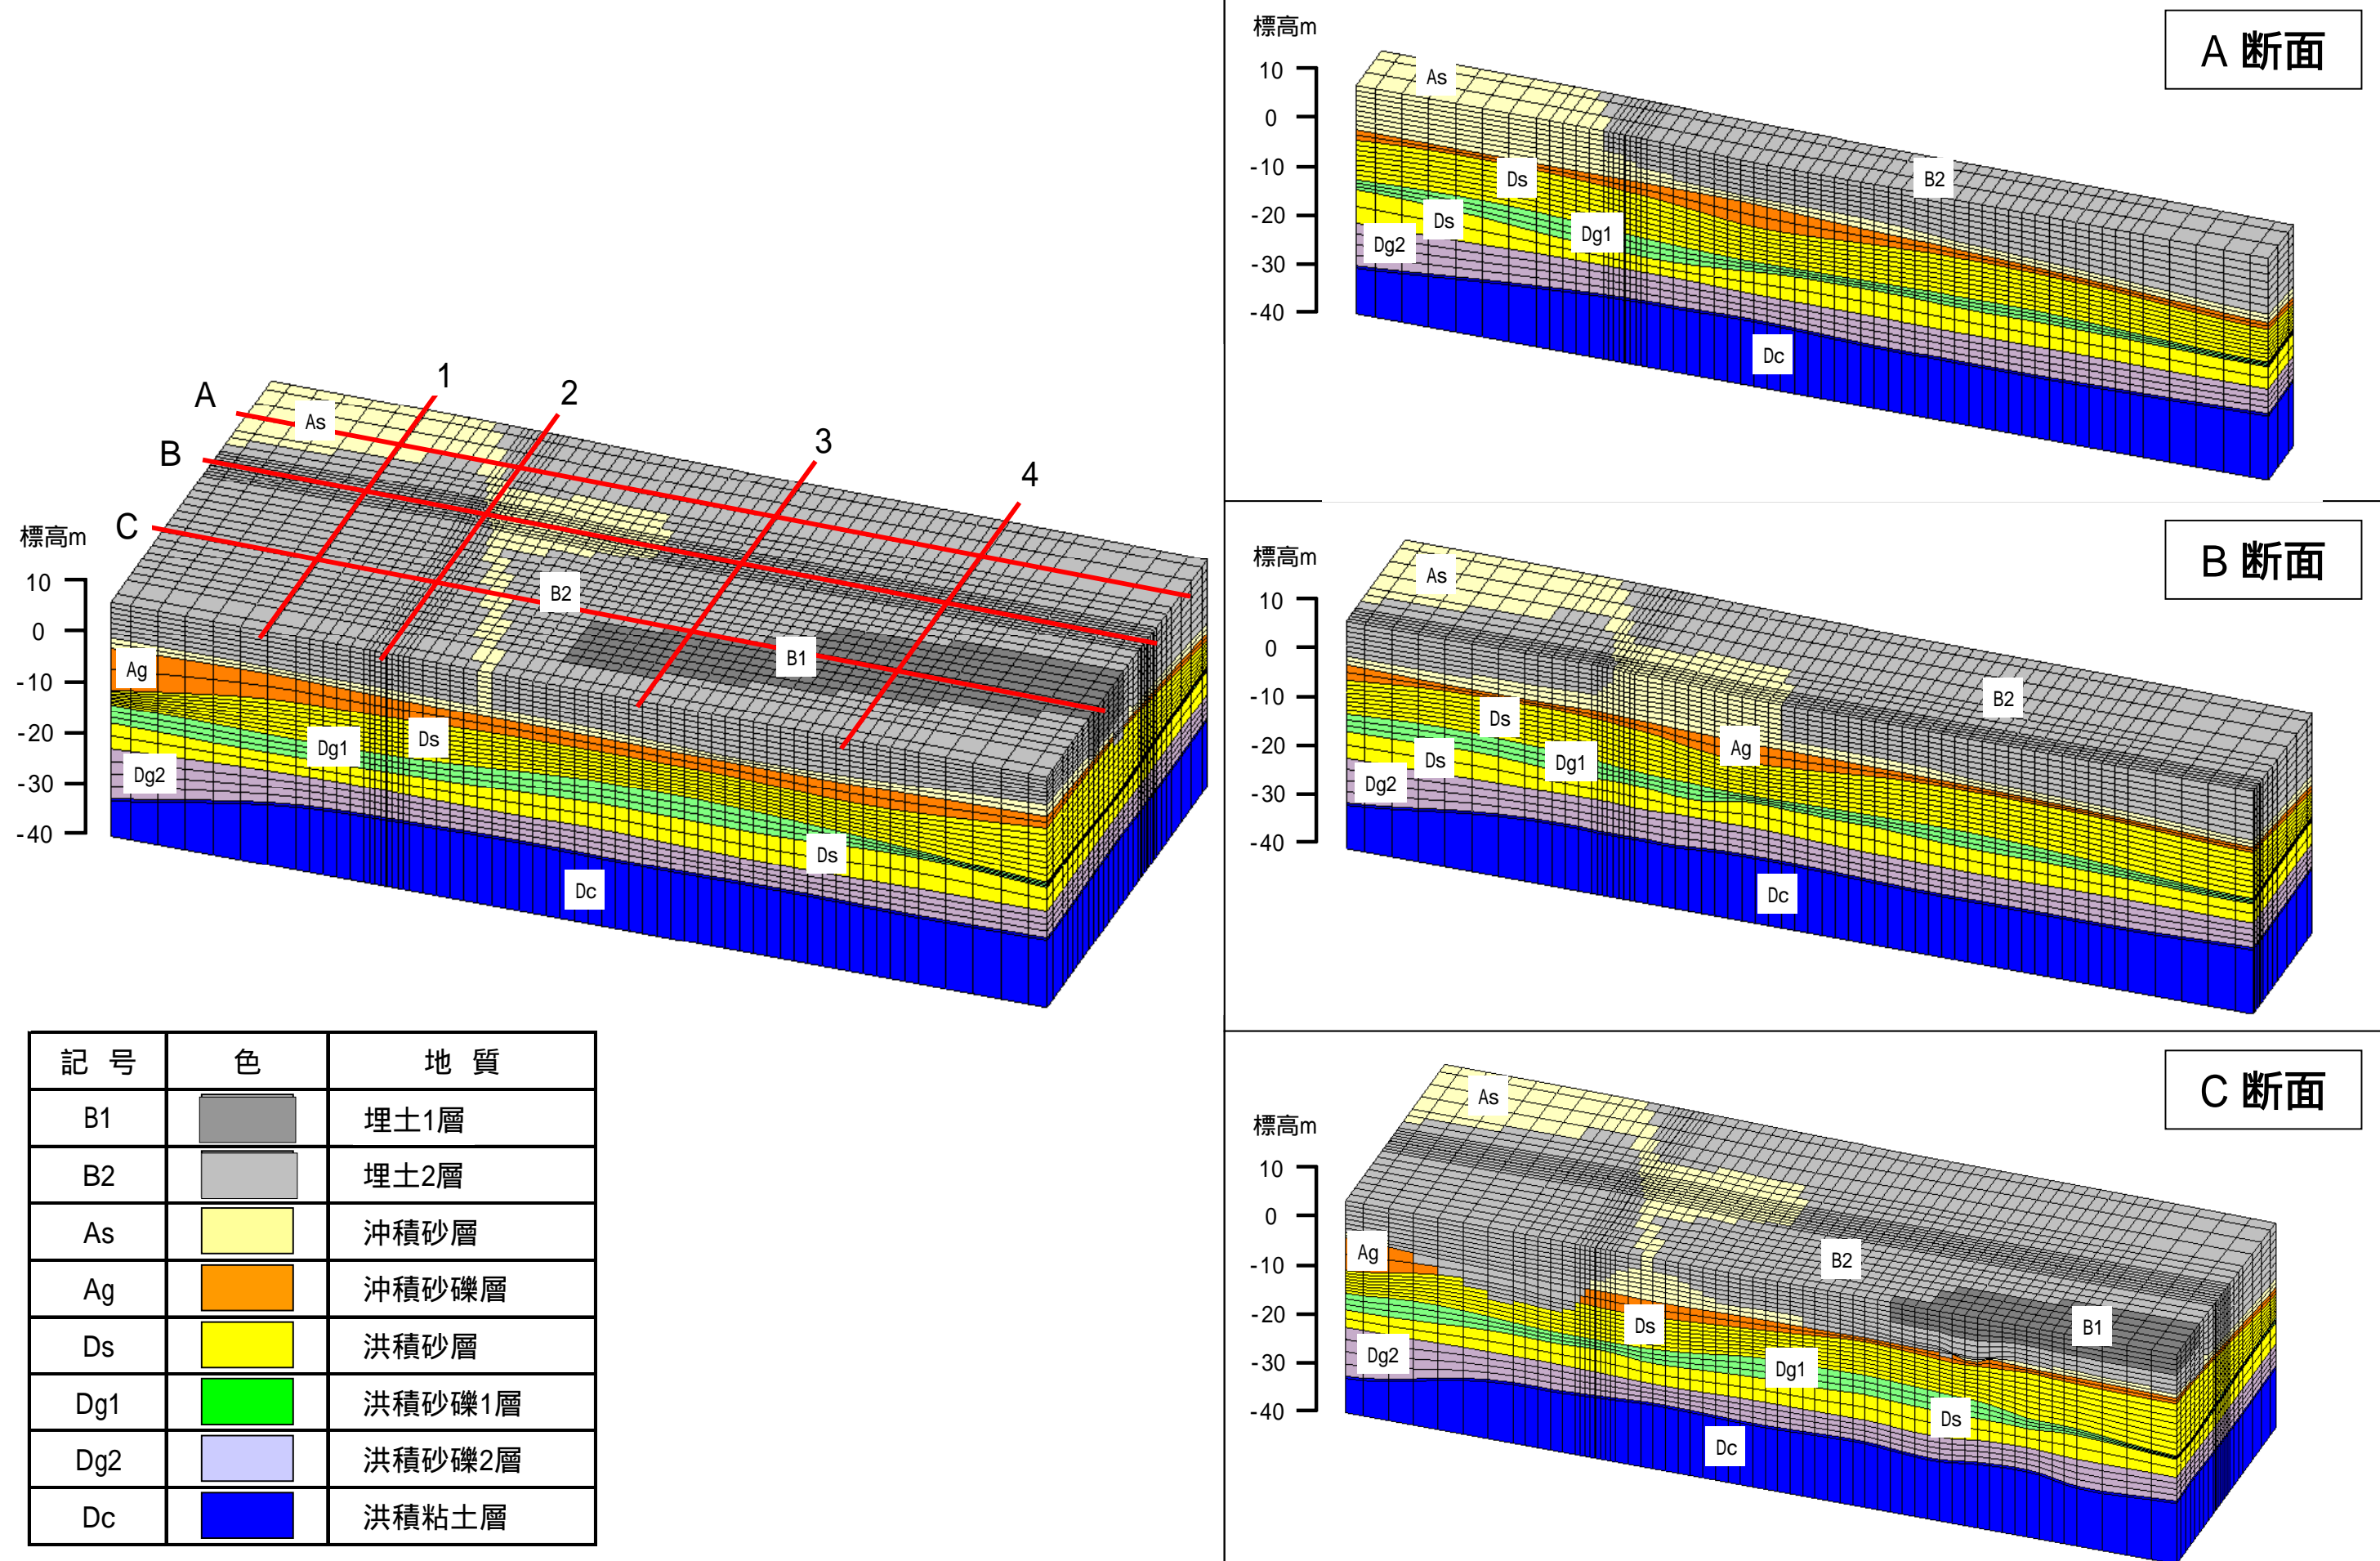 A
1
2
3
4
B
C
As
B2
B1
標高m
10
0
-10
-20
-30
-40
Ag
Dg1
Ds
Dg2
Ds
Dc
記 号 色 地 質
B1 埋土1層
B2 埋土2層
As 沖積砂層
Ag 沖積砂礫層
Ds 洪積砂層
Dg1 洪積砂礫1層
Dg2 洪積砂礫2層
Dc 洪積粘土層
A 断面
標高m
10
0
-10
-20
-30
-40
As
Ds
B2
Ds
Dg1
Dg2
Dc
B 断面
標高m
10
0
-10
-20
-30
-40
As
B2
Ds
Ag
Ds
Dg1
Dg2
Dc
C 断面
標高m
10
0
-10
-20
-30
-40
As
Ag
B2
Ds
B1
Dg2
Dg1
Ds
Dc